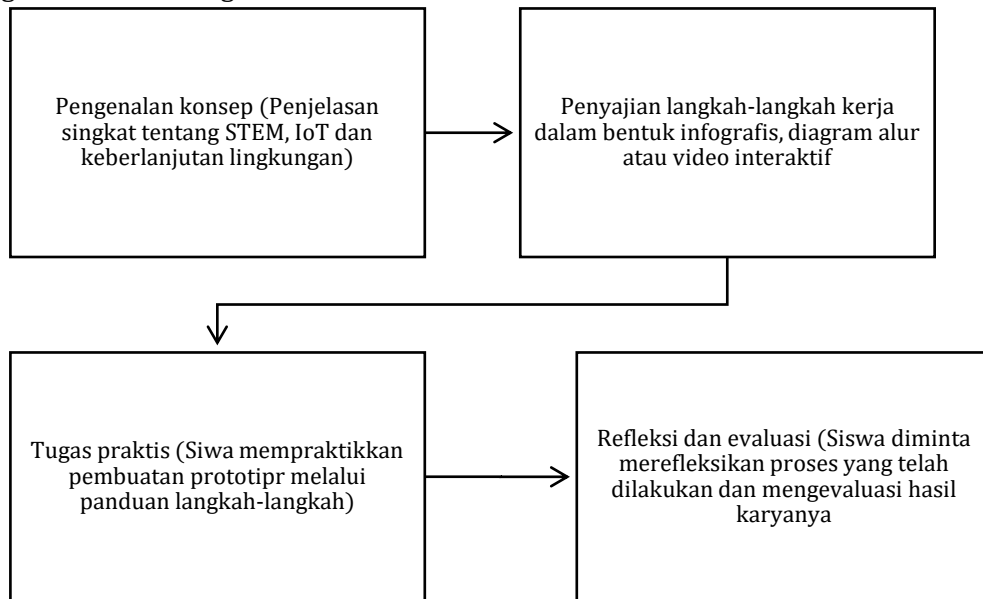 Pengenalan konsep (Penjelasan
singkat tentang STEM, IoT dan
keberlanjutan lingkungan)
Penyajian langkah-langkah kerja
dalam bentuk infografis, diagram alur
atau video interaktif
Tugas praktis (Siwa mempraktikkan
pembuatan prototipr melalui
panduan langkah-langkah)
Refleksi dan evaluasi (Siswa diminta
merefleksikan proses yang telah
dilakukan dan mengevaluasi hasil
karyanya